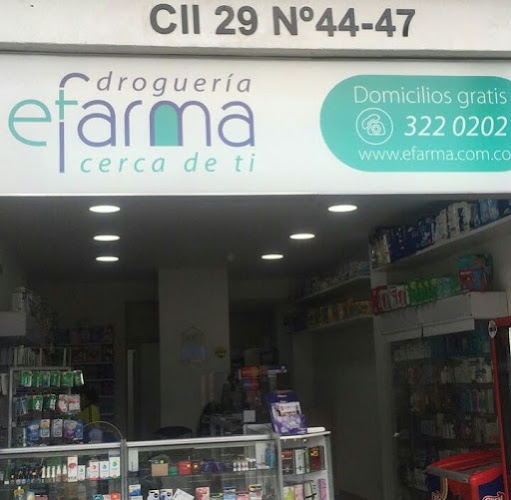 Cll 29 Nº44-47
droguería
efarma
cerca de ti
Domicilios gratis
322 0202
www.efarma.com.co